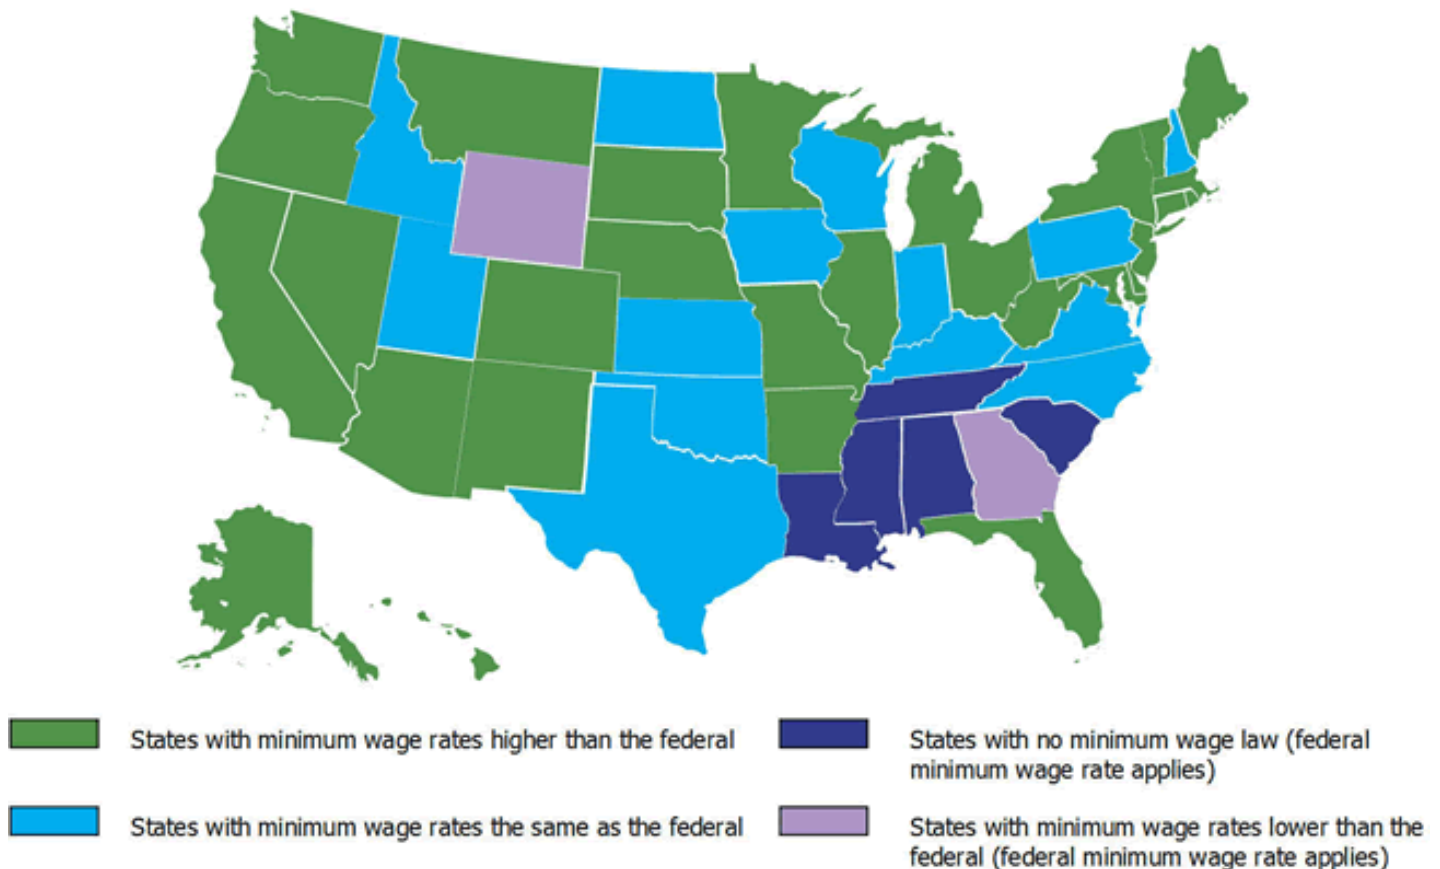 States with minimum wage rates higher than the federal
States with no minimum wage law (federal
minimum wage rate applies)
States with minimum wage rates the same as the federal
States with minimum wage rates lower than the
federal (federal minimum wage rate applies)